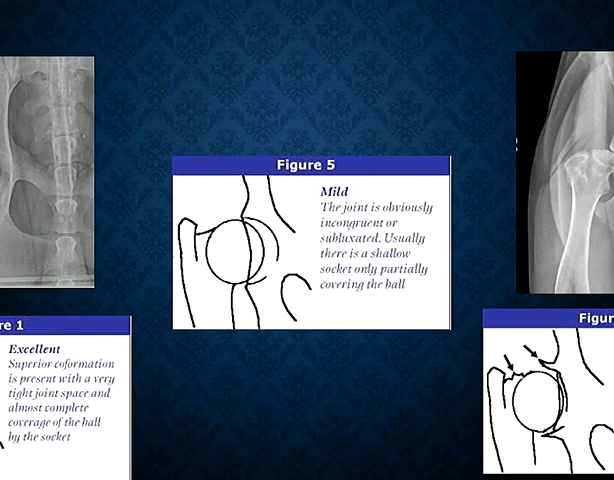 Figure 5
Mild
The joint is obviously
incongruent or
subluxated. Usually
there is a shallow
socket only partially
covering the ball
re 1
Excellent
Superior coformation
is present with a very
tight joint space and
almost complete
coverage of the ball
by the socket
Figur